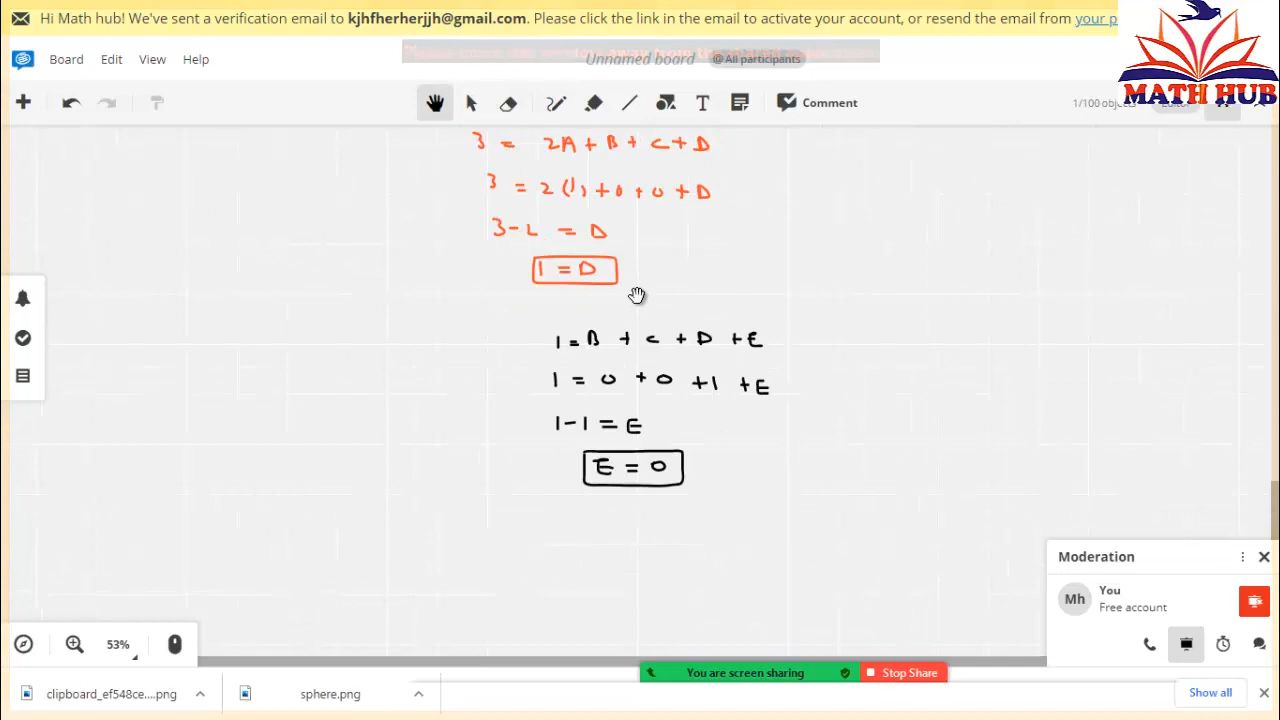 Hi Math hub! We've sent a verification email to kjhfherherjjh@gmail.com. Please click the link in the email to activate your account, or resend the email from your p
MATH HUB
Board Edit View Help
Unnamed board @ All participants
Comment
1/100 objects
3 = 2A + B + C + D
3 = 2 (1) + 0 + 0 + D
3 - 2 = D
1 = D
1 = B + C + D + E
1 = 0 + 0 + 1 + E
1 - 1 = E
E = 0
Moderation
Mh
You
Free account
53%
You are screen sharing
Stop Share
clipboard_ef548ce....png
sphere.png
Show all